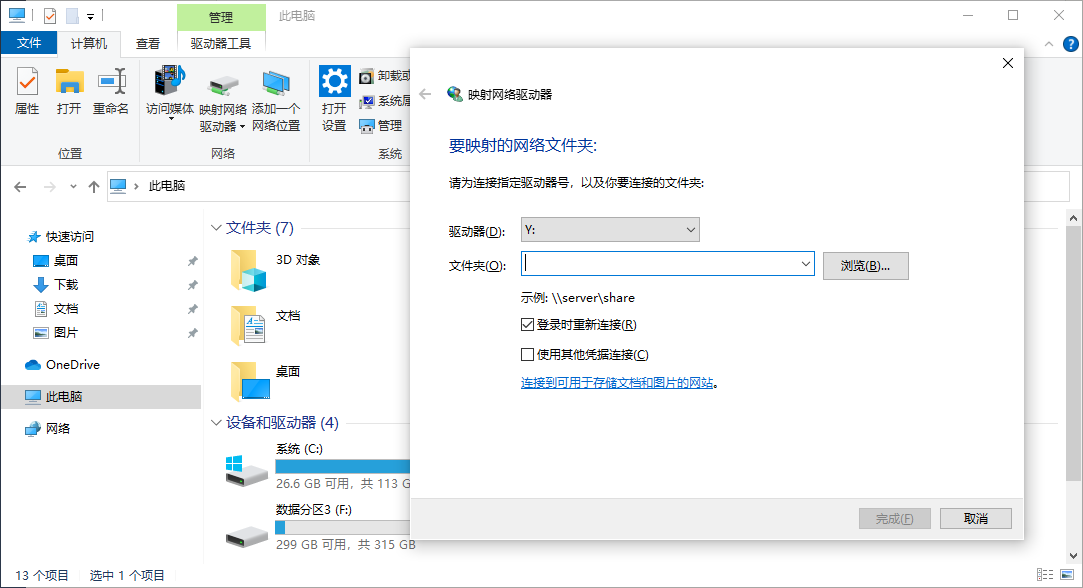 管理
此电脑
文件
计算机
查看
驱动器工具
属性
打开
重命名
访问媒体
映射网络
驱动器
添加一个
网络位置
打开
设置
卸载或
系统属
管理
位置
网络
系统
此电脑
快速访问
桌面
下载
文档
图片
OneDrive
此电脑
网络
文件夹 (7)
3D 对象
文档
桌面
设备和驱动器 (4)
系统 (C:)
26.6 GB 可用，共 113 G
数据分区3 (F:)
299 GB 可用，共 315 GB
映射网络驱动器
要映射的网络文件夹:
请为连接指定驱动器号，以及你要连接的文件夹:
驱动器(D):
Y:
文件夹(O):
浏览(B)...
示例: \\server\share
登录时重新连接(R)
使用其他凭据连接(C)
连接到可用于存储文档和图片的网站。
完成(F)
取消
13 个项目
选中 1 个项目